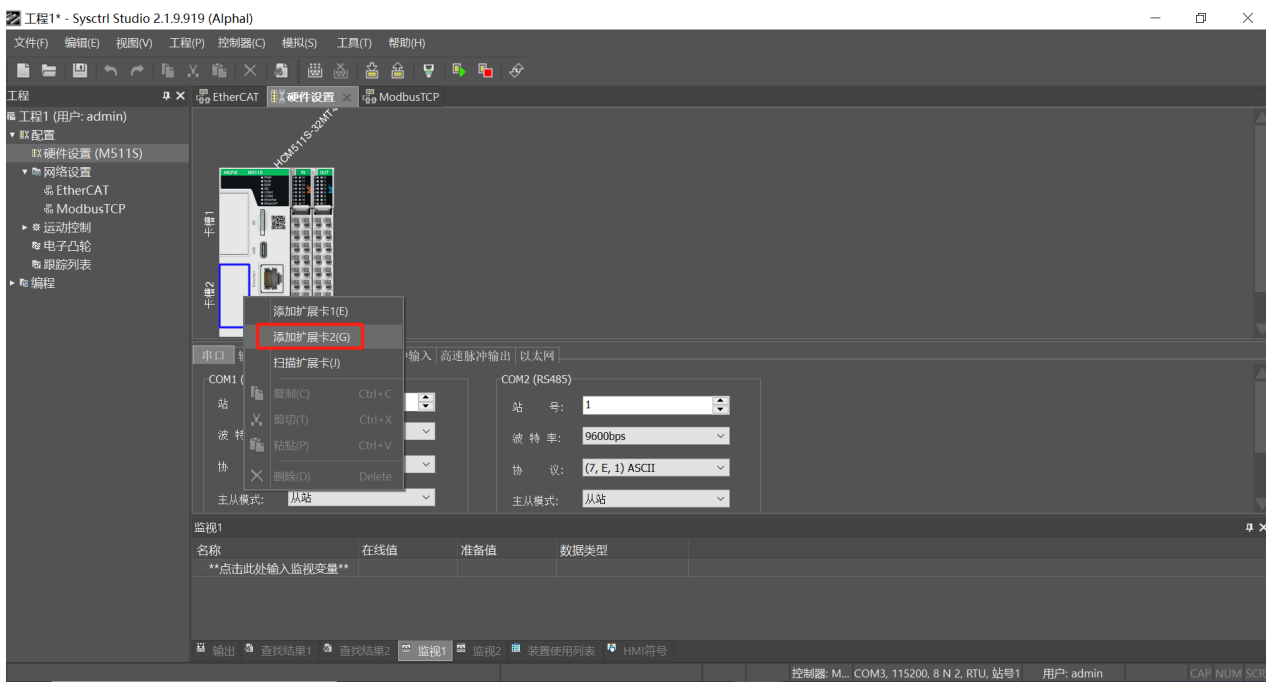 工程1* - Sysctrl Studio 2.1.9.919 (Alphal)
文件(F) 编辑(E) 视图(V) 工程(P) 控制器(C) 模拟(S) 工具(T) 帮助(H)
工程
EtherCAT 硬件设置 ModbusTCP
工程1 (用户: admin)
配置
硬件设置 (M511S)
网络设置
EtherCAT
ModbusTCP
运动控制
电子凸轮
跟踪列表
编程
HCM511S-32MT4
卡槽1
卡槽2
IN OUT
添加扩展卡1(E)
添加扩展卡2(G)
扫描扩展卡(J)
复制(C) Ctrl+C
剪切(T) Ctrl+X
粘贴(P) Ctrl+V
删除(D) Delete
串口 输入 高速脉冲输出 以太网
COM1 (
站
波 特
协
主从模式: 从站
COM2 (RS485)
站 号: 1
波 特 率: 9600bps
协 议: (7, E, 1) ASCII
主从模式: 从站
监视1
名称 在线值 准备值 数据类型
**点击此处输入监视变量**
输出 查找结果1 查找结果2 监视1 监视2 装置使用列表 HMI符号
控制器: M... COM3, 115200, 8 N 2, RTU, 站号1 用户: admin CAP NUM SCR